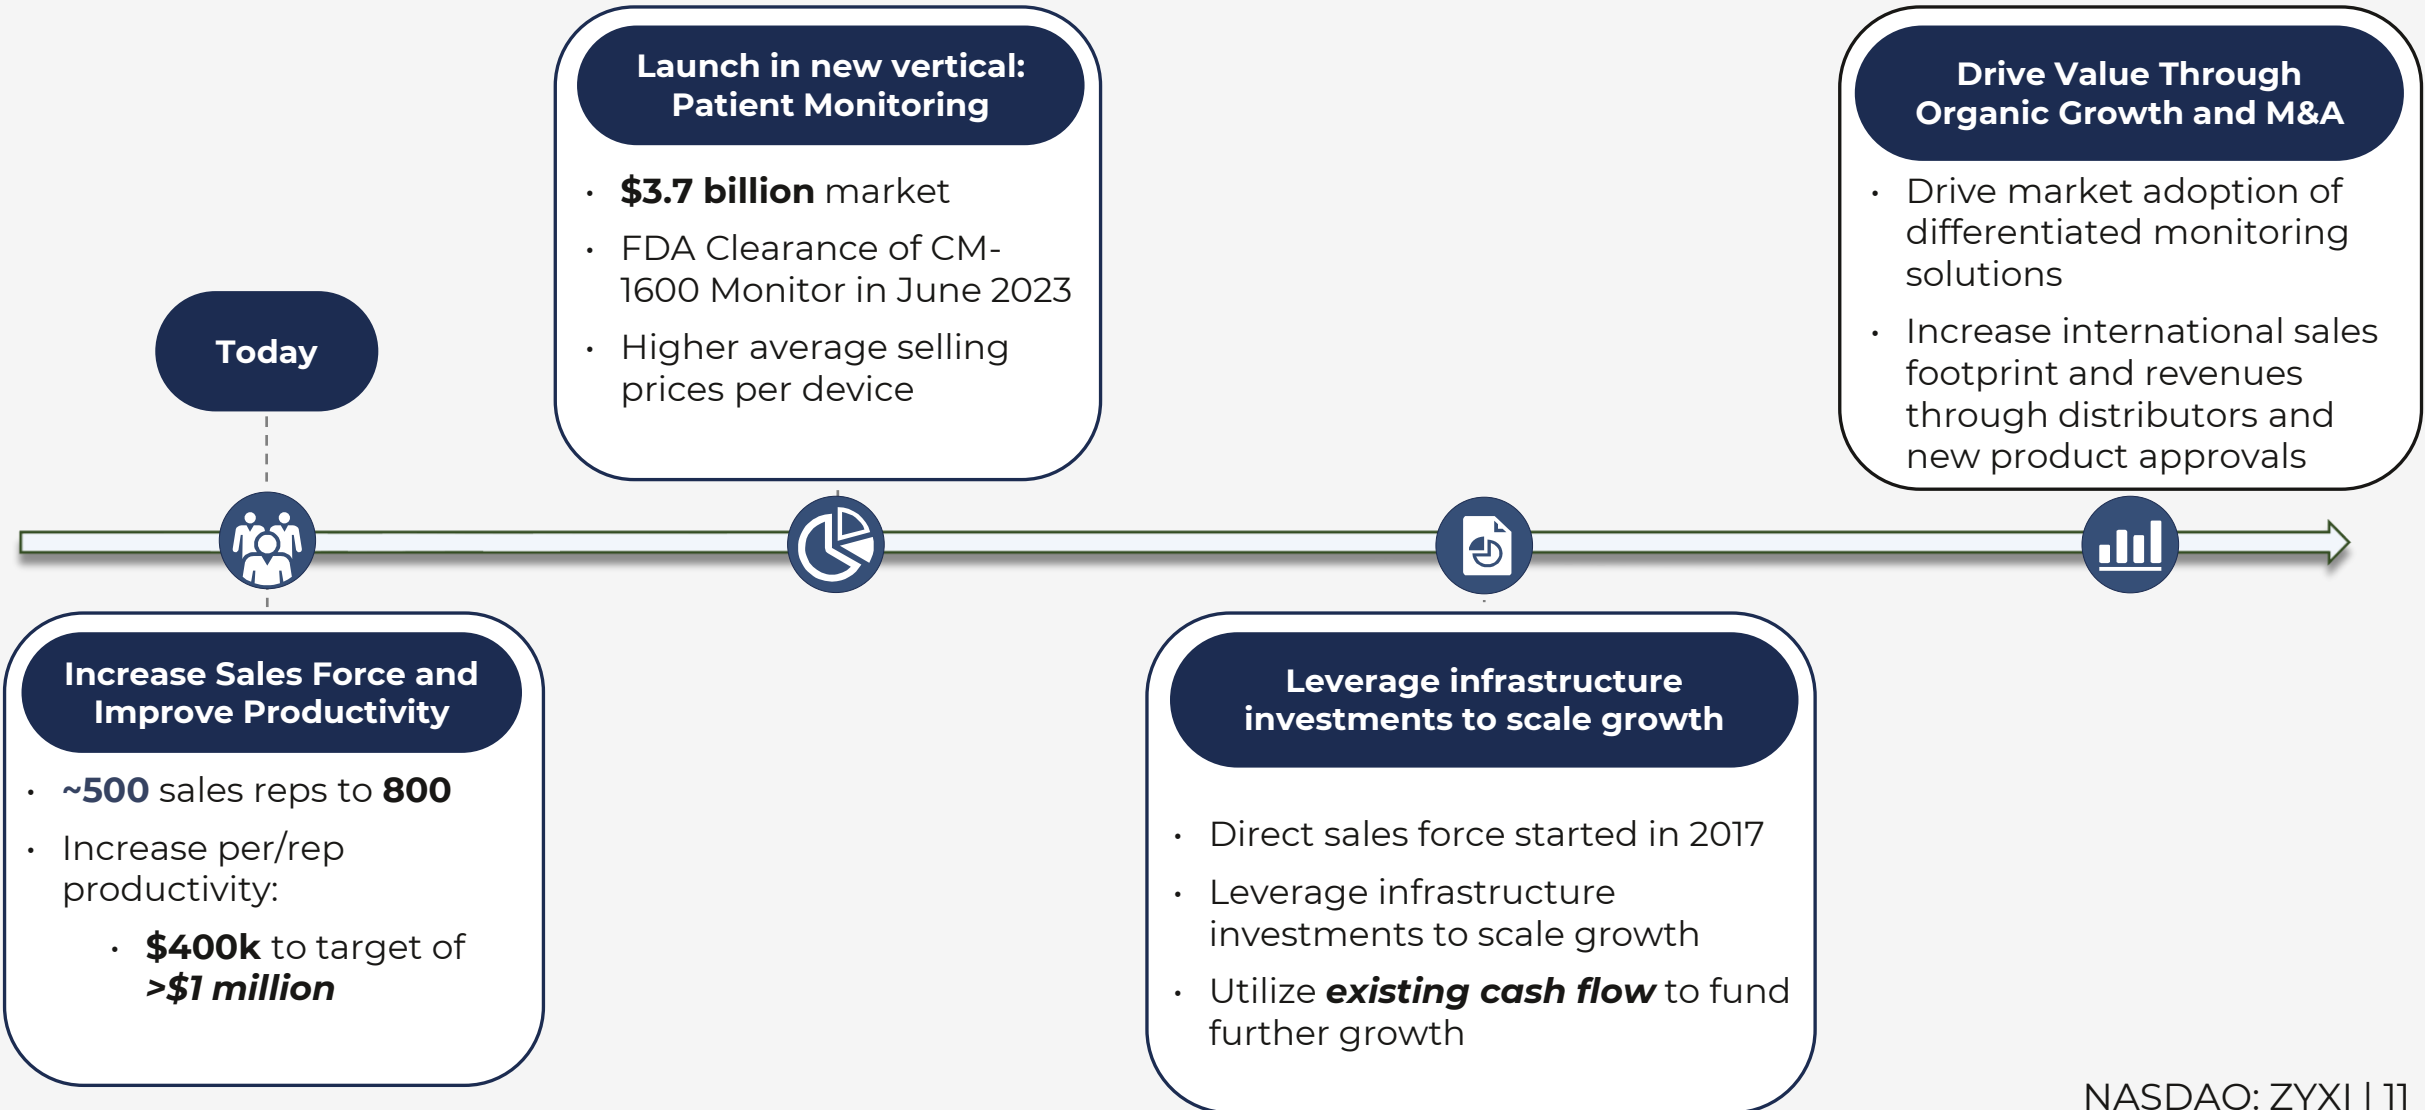 Today
Increase Sales Force and
Improve Productivity
• ~500 sales reps to 800
• Increase per/rep
productivity:
• $400k to target of
>$1 million
Launch in new vertical:
Patient Monitoring
• $3.7 billion market
• FDA Clearance of CM-
1600 Monitor in June 2023
• Higher average selling
prices per device
Leverage infrastructure
investments to scale growth
• Direct sales force started in 2017
• Leverage infrastructure
investments to scale growth
• Utilize existing cash flow to fund
further growth
Drive Value Through
Organic Growth and M&A
• Drive market adoption of
differentiated monitoring
solutions
• Increase international sales
footprint and revenues
through distributors and
new product approvals
NASDAQ: ZYXI | 11